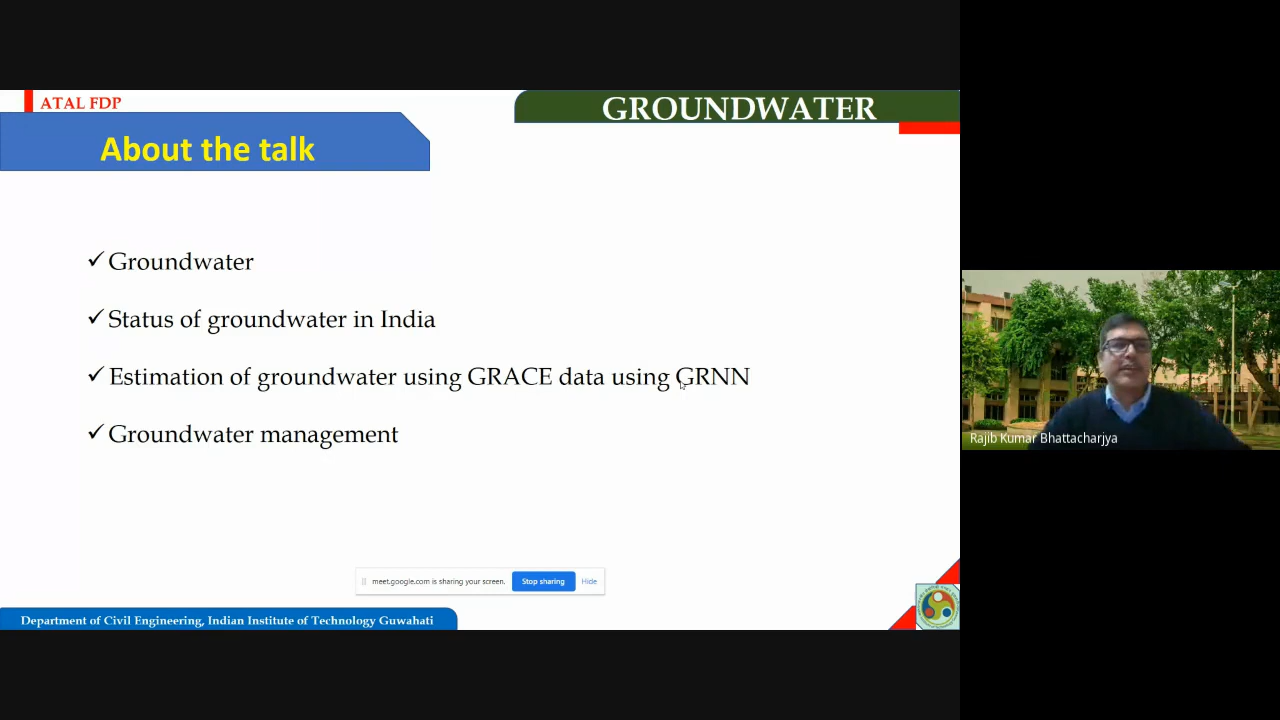 ATAL FDP
GROUNDWATER
About the talk
✓ Groundwater
✓ Status of groundwater in India
✓ Estimation of groundwater using GRACE data using GRNN
✓ Groundwater management
Rajib Kumar Bhattacharjya
meet.google.com is sharing your screen.
Stop sharing
Hide
Department of Civil Engineering, Indian Institute of Technology Guwahati